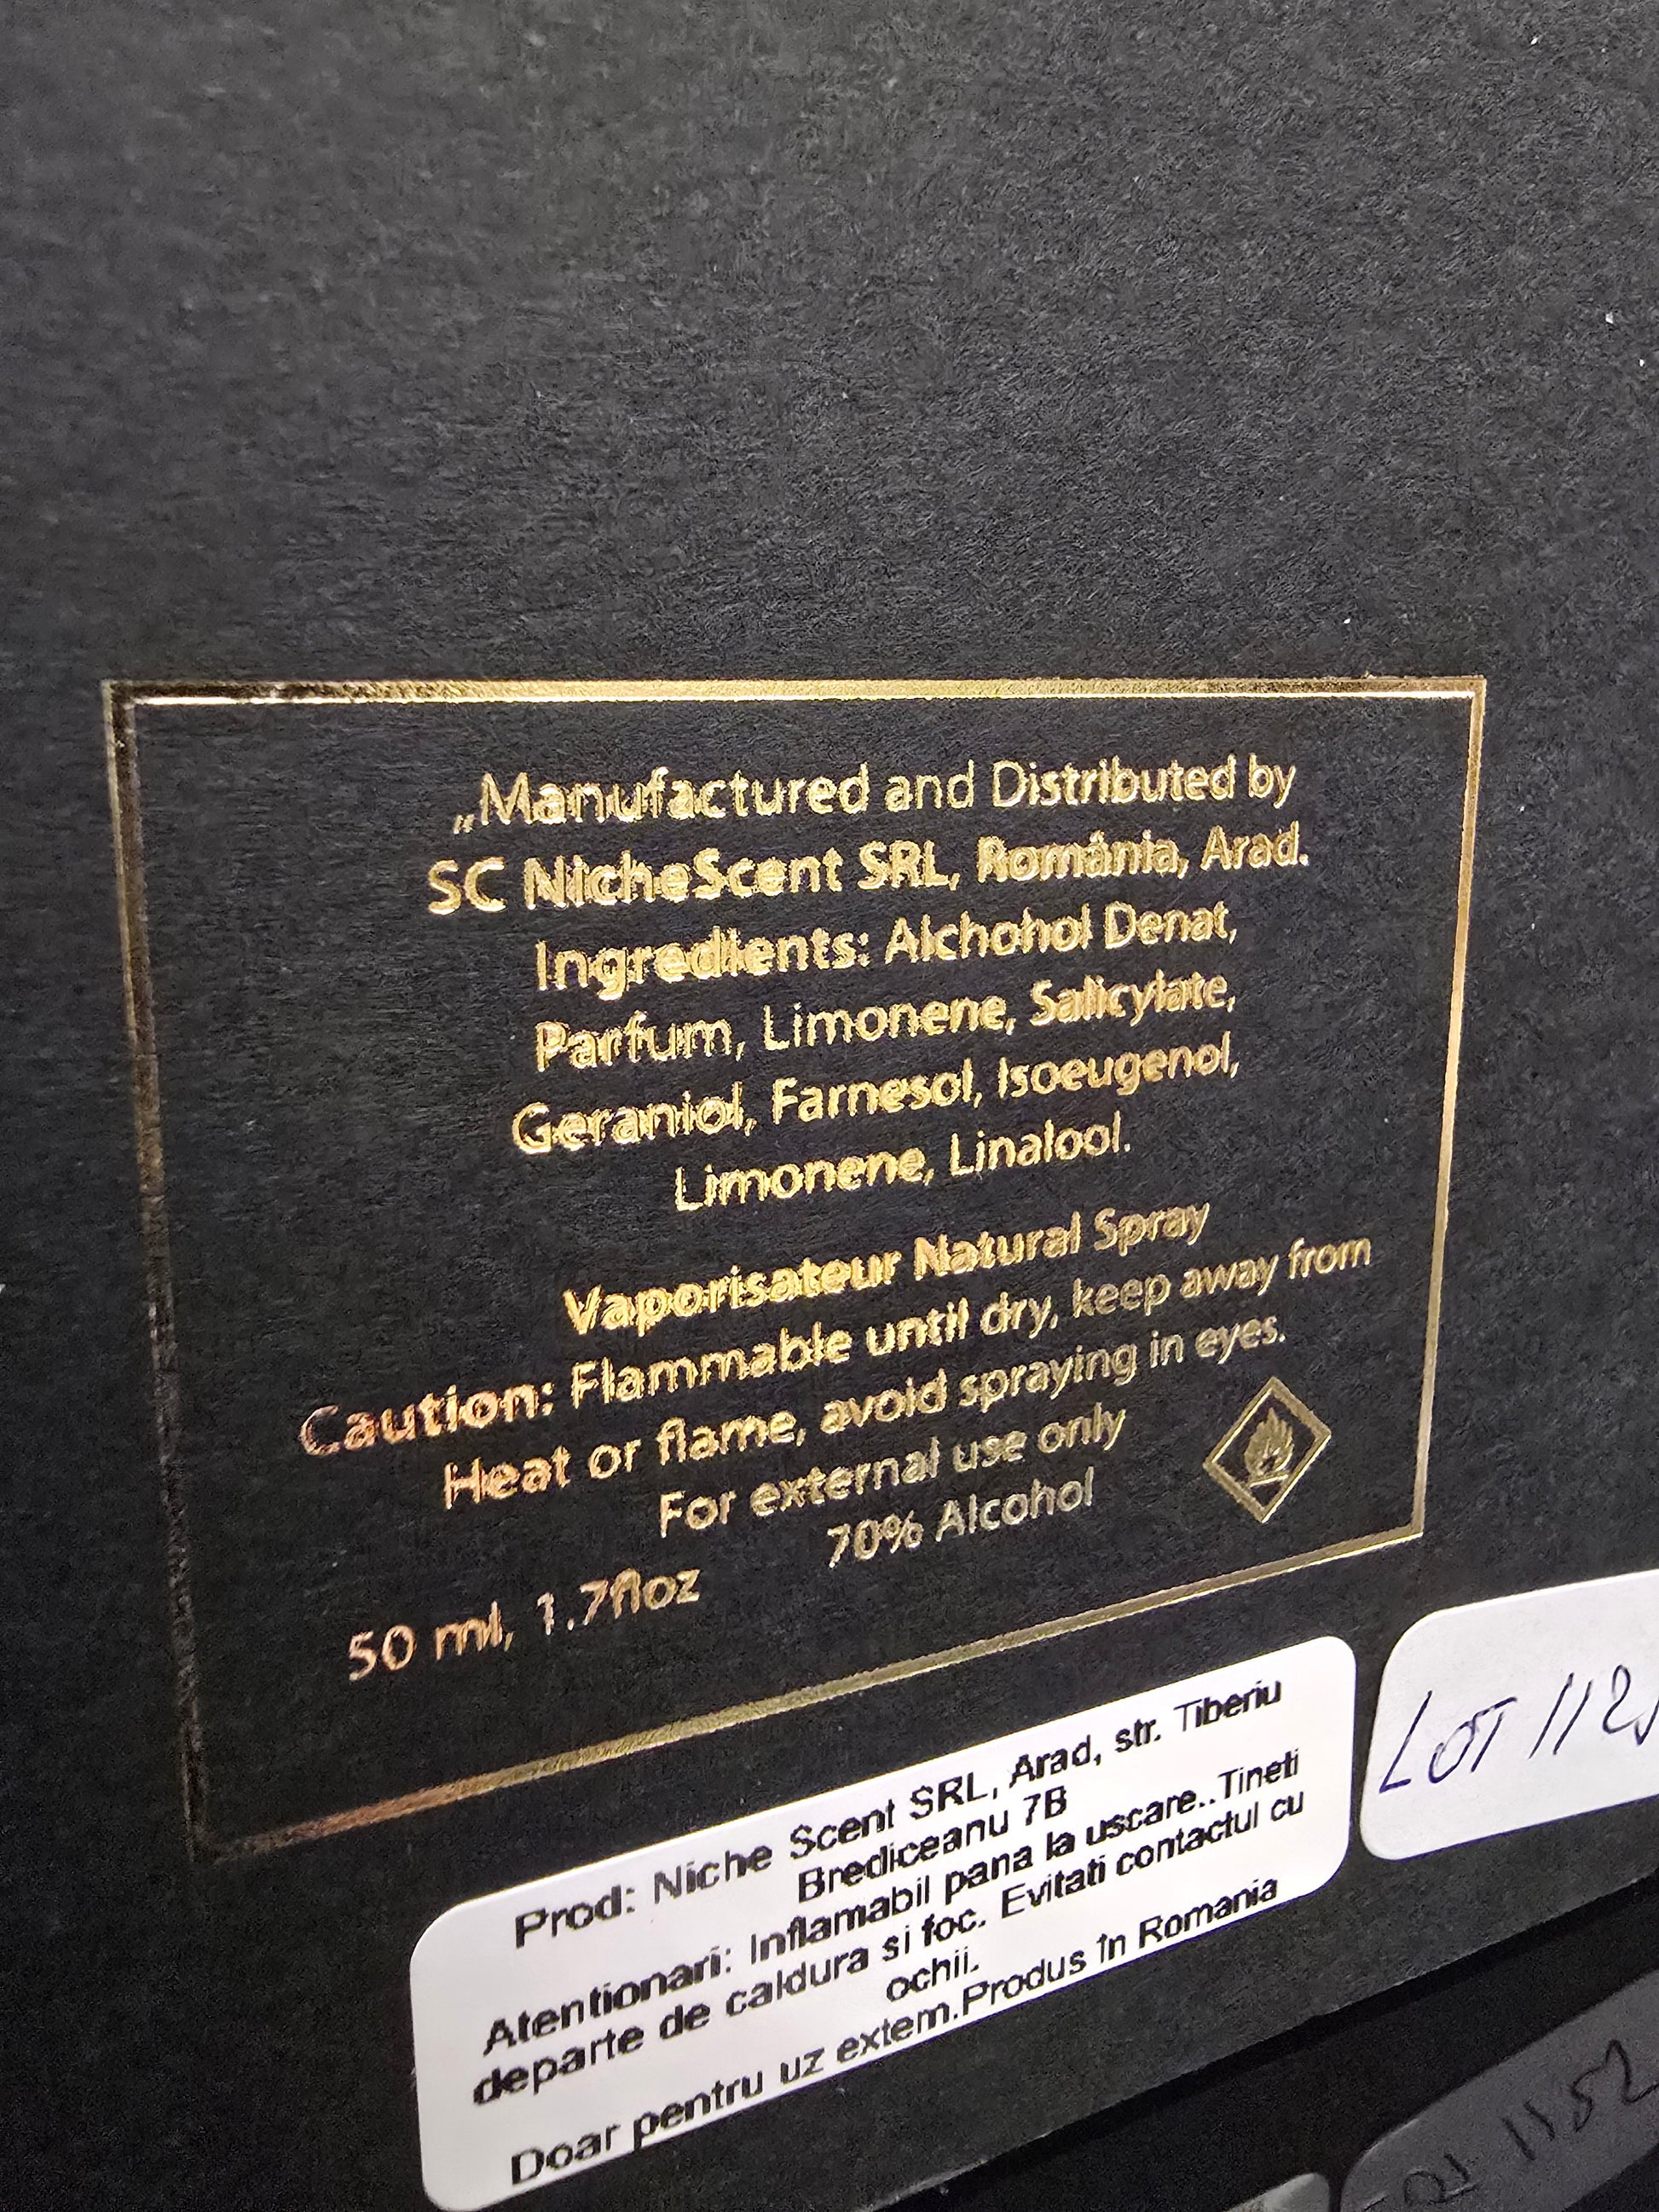 „Manufactured and Distributed by
SC NicheScent SRL, România, Arad.
Ingredients: Alchohol Denat,
Parfum, Limonene, Salicylate,
Geraniol, Farnesol, Isoeugenol,
Limonene, Linalool.
Vaporisateur Natural Spray
Caution: Flammable until dry, keep away from
Heat or flame, avoid spraying in eyes.
For external use only
70% Alcohol
50 ml, 1.7floz
Prod: Niche Scent SRL, Arad, str. Tiberiu
Brediceanu 7B
Atentionari: Inflamabil pana la uscare..Tineti
departe de caldura si foc. Evitati contactul cu
ochii.
Doar pentru uz extern.Produs în Romania
LOT
1152